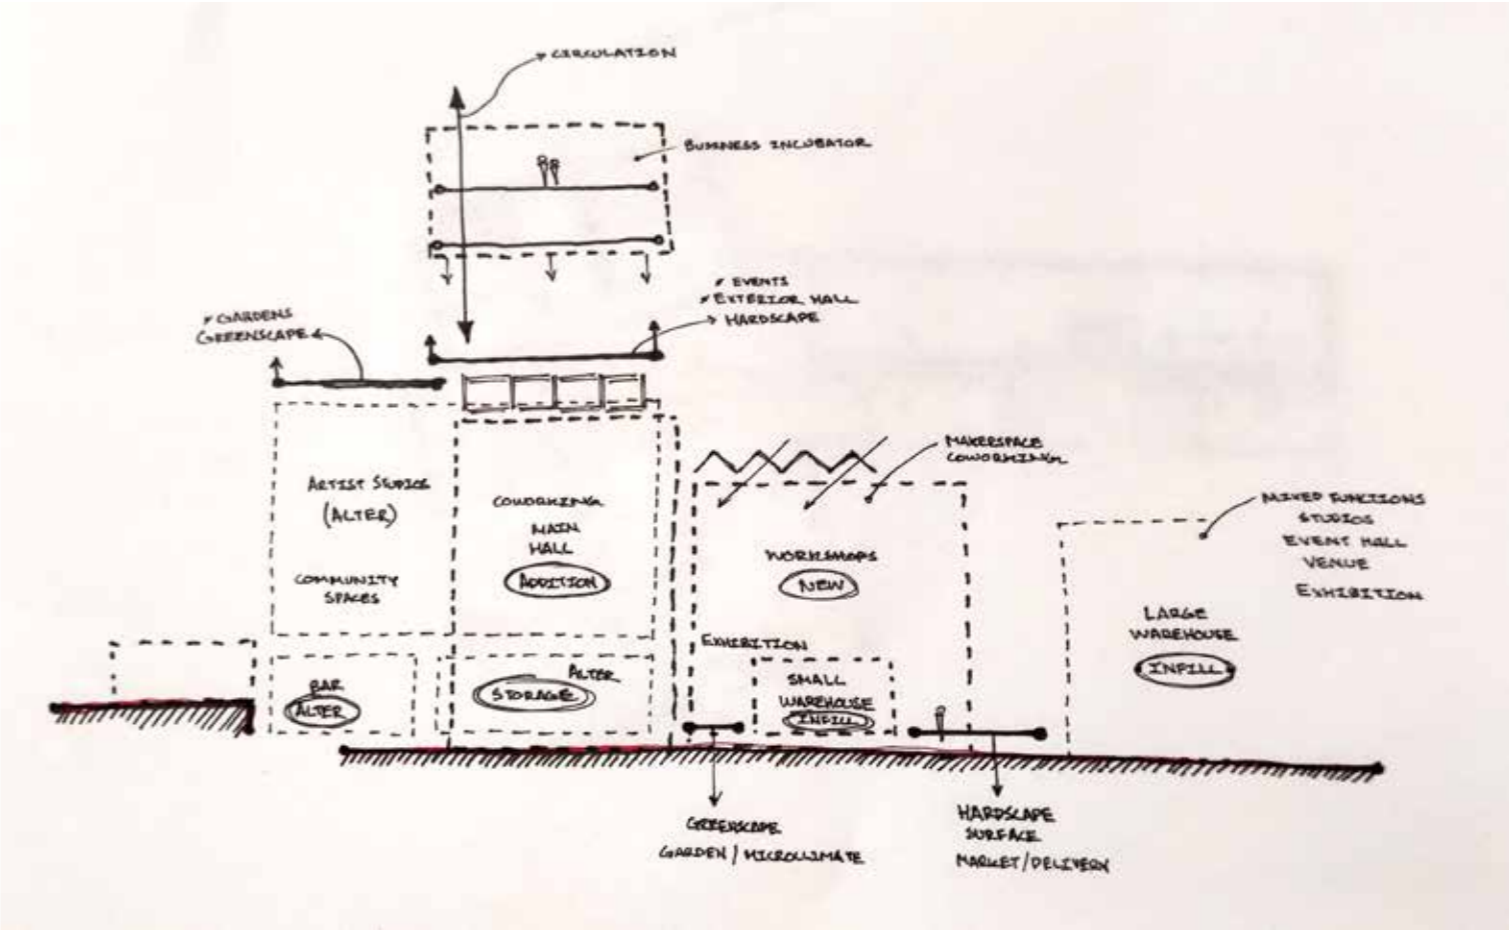 CIRCULATION
BUSINESS INCUBATOR
EVENTS
EXTERIOR HALL
HARDSCAPE
GARDENS
GREENSCAPE
ARTIST STUDIOS
(ALTER)
COMMUNITY
SPACES
COWORKING
MAIN
HALL
ADDITION
MAKERSPACE
COWORKING
WORKSHOPS
NEW
EXHIBITION
MIXED FUNCTIONS
STUDIOS
EVENT HALL
VENUE
EXHIBITION
LARGE
WAREHOUSE
INFILL
BAR
ALTER
ALTER
STORAGE
SMALL
WAREHOUSE
INFILL
GREENSCAPE
GARDEN/MICROLIMATE
HARDSCAPE
SURFACE
MARKET/DELIVERY